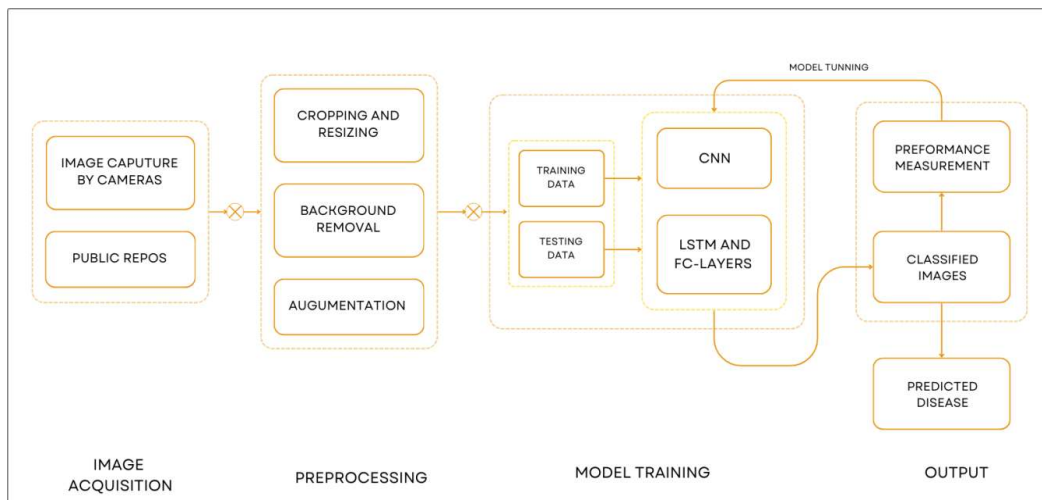 MODEL TUNNING
IMAGE CAPUTURE
BY CAMERAS
PUBLIC REPOS
CROPPING AND
RESIZING
BACKGROUND
REMOVAL
AUGUMENTATION
TRAINING
DATA
TESTING
DATA
CNN
LSTM AND
FC-LAYERS
PREFORMANCE
MEASUREMENT
CLASSIFIED
IMAGES
PREDICTED
DISEASE
IMAGE
ACQUISITION
PREPROCESSING
MODEL TRAINING
OUTPUT